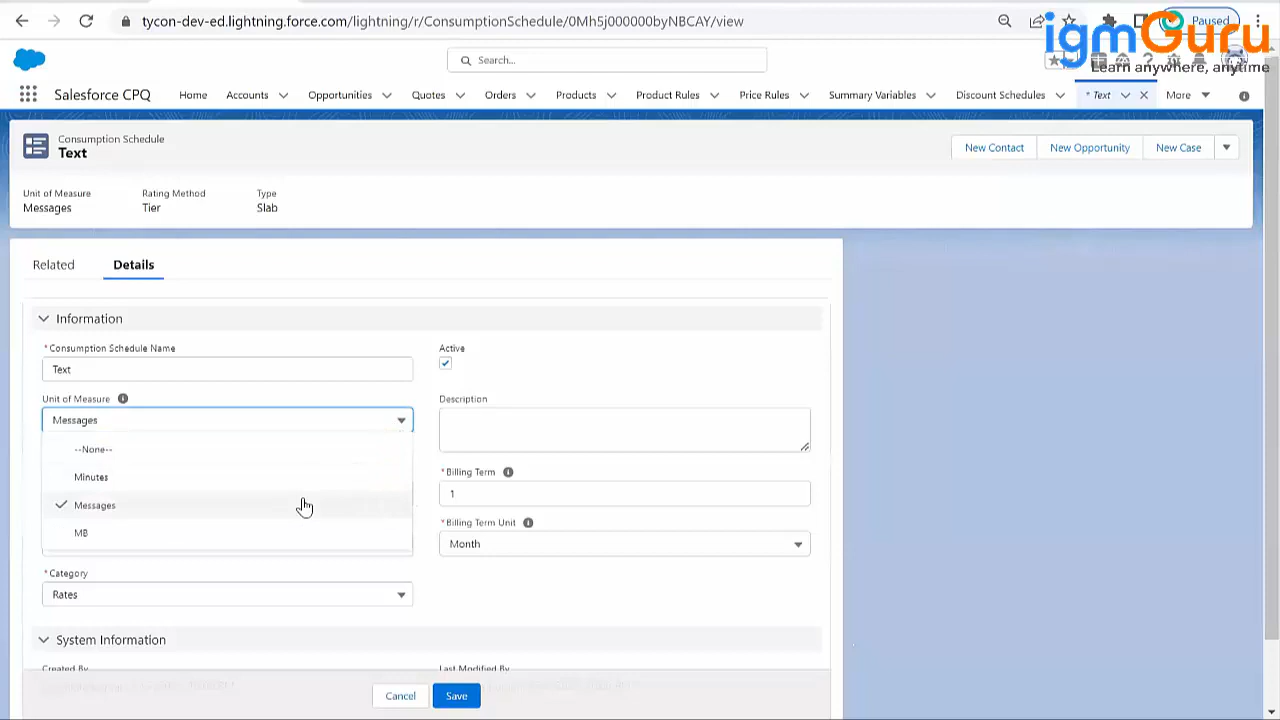 tycon-dev-ed.lightning.force.com/lightning/r/ConsumptionSchedule/0Mh5j000000byNBCAY/view
Paused
igmGuru
Learn anywhere, anytime
Search...
Salesforce CPQ
Home
Accounts
Opportunities
Quotes
Orders
Products
Product Rules
Price Rules
Summary Variables
Discount Schedules
* Text
More
Consumption Schedule
Text
New Contact
New Opportunity
New Case
Unit of Measure
Rating Method
Type
Messages
Tier
Slab
Related
Details
Information
*Consumption Schedule Name
Active
Text
Unit of Measure
Description
Messages
--None--
Minutes
*Billing Term
1
Messages
*Billing Term Unit
MB
Month
*Category
Rates
System Information
Created By
Last Modified By
Cancel
Save